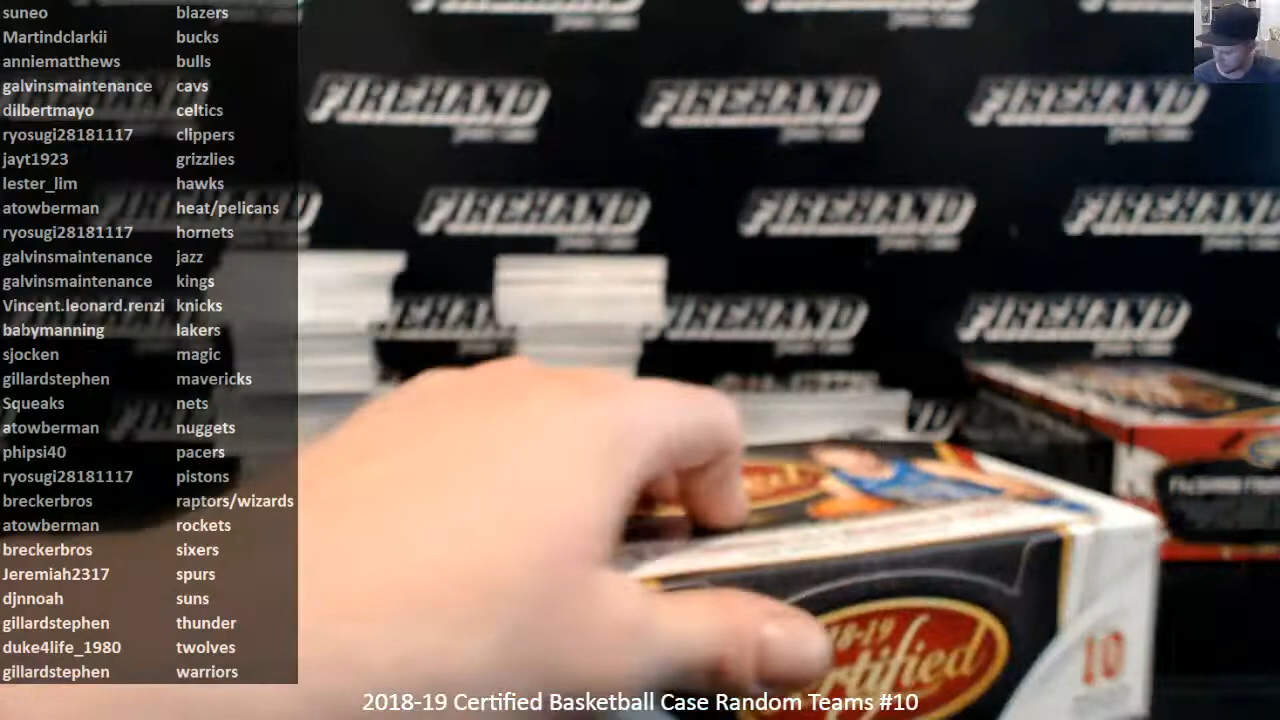 suneo blazers
Martindclarkii bucks
anniematthews bulls
galvinsmaintenance cavs
dilbertmayo celtics
ryosugi28181117 clippers
jayt1923 grizzlies
lester_lim hawks
atowberman heat/pelicans
ryosugi28181117 hornets
galvinsmaintenance jazz
galvinsmaintenance kings
Vincent.leonard.renzi knicks
babymanning lakers
sjocken magic
gillardstephen mavericks
Squeaks nets
atowberman nuggets
phipsi40 pacers
ryosugi28181117 pistons
breckerbros raptors/wizards
atowberman rockets
breckerbros sixers
Jeremiah2317 spurs
djnnoah suns
gillardstephen thunder
duke4life_1980 twolves
gillardstephen warriors
FIREHAND FIREHAND FIREHAND
FIREHAND FIREHAND FIREHAND
FIREHAND FIREHAND
10
2018-19 Certified Basketball Case Random Teams #10